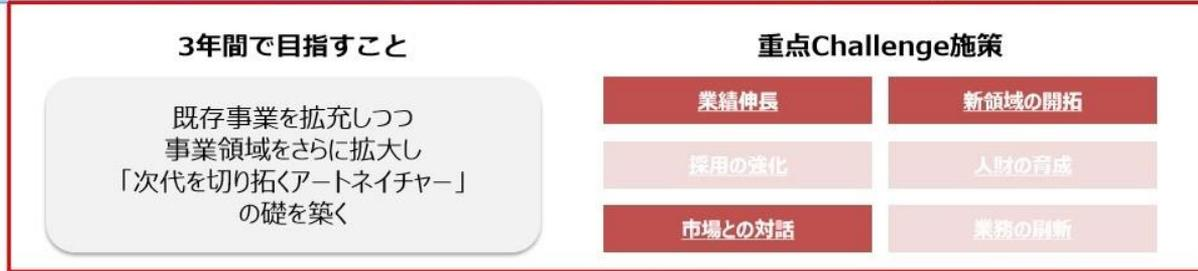 3年間で目指すこと
既存事業を拡充しつつ
事業領域をさらに拡大し
「次代を切り拓くアートネイチャー」
の礎を築く
重点Challenge施策
業績伸長
新領域の開拓
採用の強化
人財の育成
市場との対話
業務の刷新